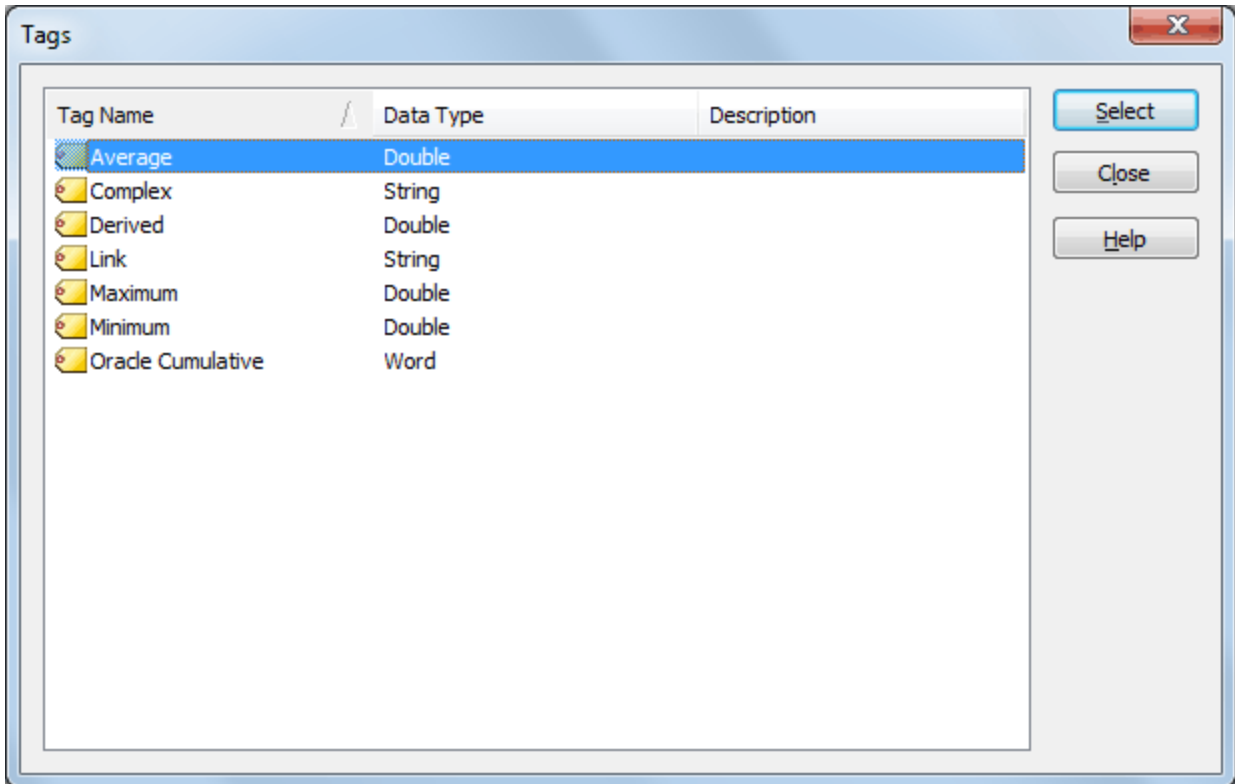 Tags
Tag Name Data Type Description
Average Double
Complex String
Derived Double
Link String
Maximum Double
Minimum Double
Oracle Cumulative Word
Select
Close
Help